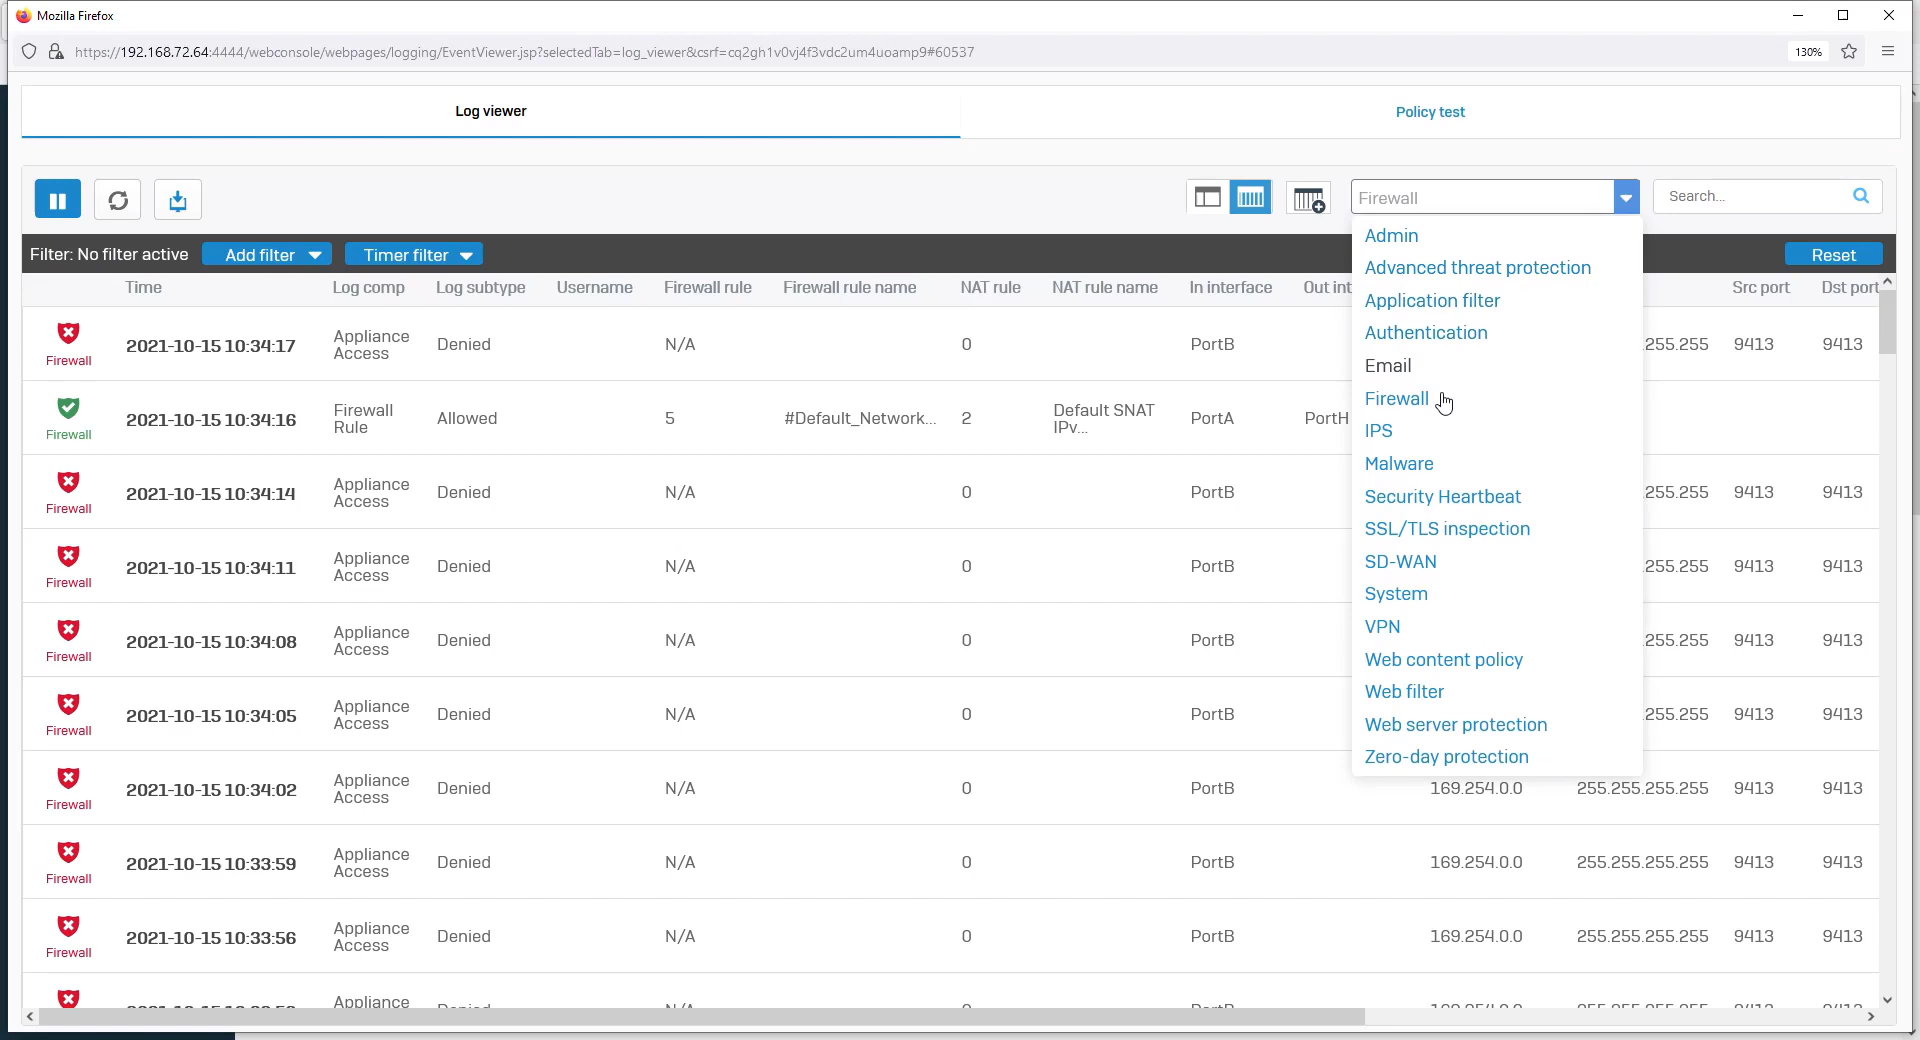 Mozilla Firefox
https://192.168.72.64:4444/webconsole/webpages/logging/EventViewer.jsp?selectedTab=log_viewer&csrf=cq2gh1v0vj4f3vdc2um4uoamp9#60537
130%
Log viewer
Policy test
Firewall
Search...
Filter: No filter active
Add filter
Timer filter
Reset
Admin
Advanced threat protection
Application filter
Authentication
Email
Firewall
IPS
Malware
Security Heartbeat
SSL/TLS inspection
SD-WAN
System
VPN
Web content policy
Web filter
Web server protection
Zero-day protection
Time Log comp Log subtype Username Firewall rule Firewall rule name NAT rule NAT rule name In interface Out int Src port Dst port
Firewall 2021-10-15 10:34:17 Appliance Access Denied N/A 0 PortB .255.255 9413 9413
Firewall 2021-10-15 10:34:16 Firewall Rule Allowed 5 #Default_Network... 2 Default SNAT IPv... PortA PortH
Firewall 2021-10-15 10:34:14 Appliance Access Denied N/A 0 PortB .255.255 9413 9413
Firewall 2021-10-15 10:34:11 Appliance Access Denied N/A 0 PortB .255.255 9413 9413
Firewall 2021-10-15 10:34:08 Appliance Access Denied N/A 0 PortB .255.255 9413 9413
Firewall 2021-10-15 10:34:05 Appliance Access Denied N/A 0 PortB .255.255 9413 9413
Firewall 2021-10-15 10:34:02 Appliance Access Denied N/A 0 PortB 169.254.0.0 255.255.255.255 9413 9413
Firewall 2021-10-15 10:33:59 Appliance Access Denied N/A 0 PortB 169.254.0.0 255.255.255.255 9413 9413
Firewall 2021-10-15 10:33:56 Appliance Access Denied N/A 0 PortB 169.254.0.0 255.255.255.255 9413 9413
Appliance